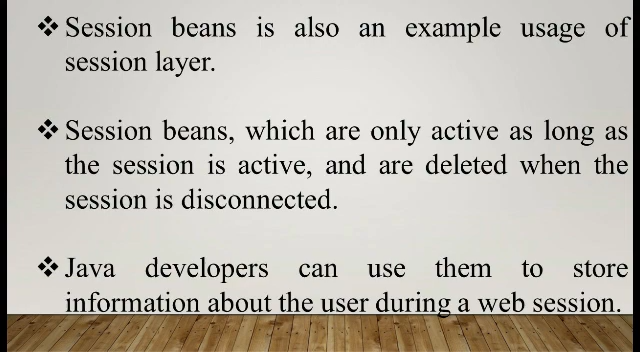 ❖ Session beans is also an example usage of
session layer.
❖ Session beans, which are only active as long as
the session is active, and are deleted when the
session is disconnected.
❖ Java developers can use them to store
information about the user during a web session.